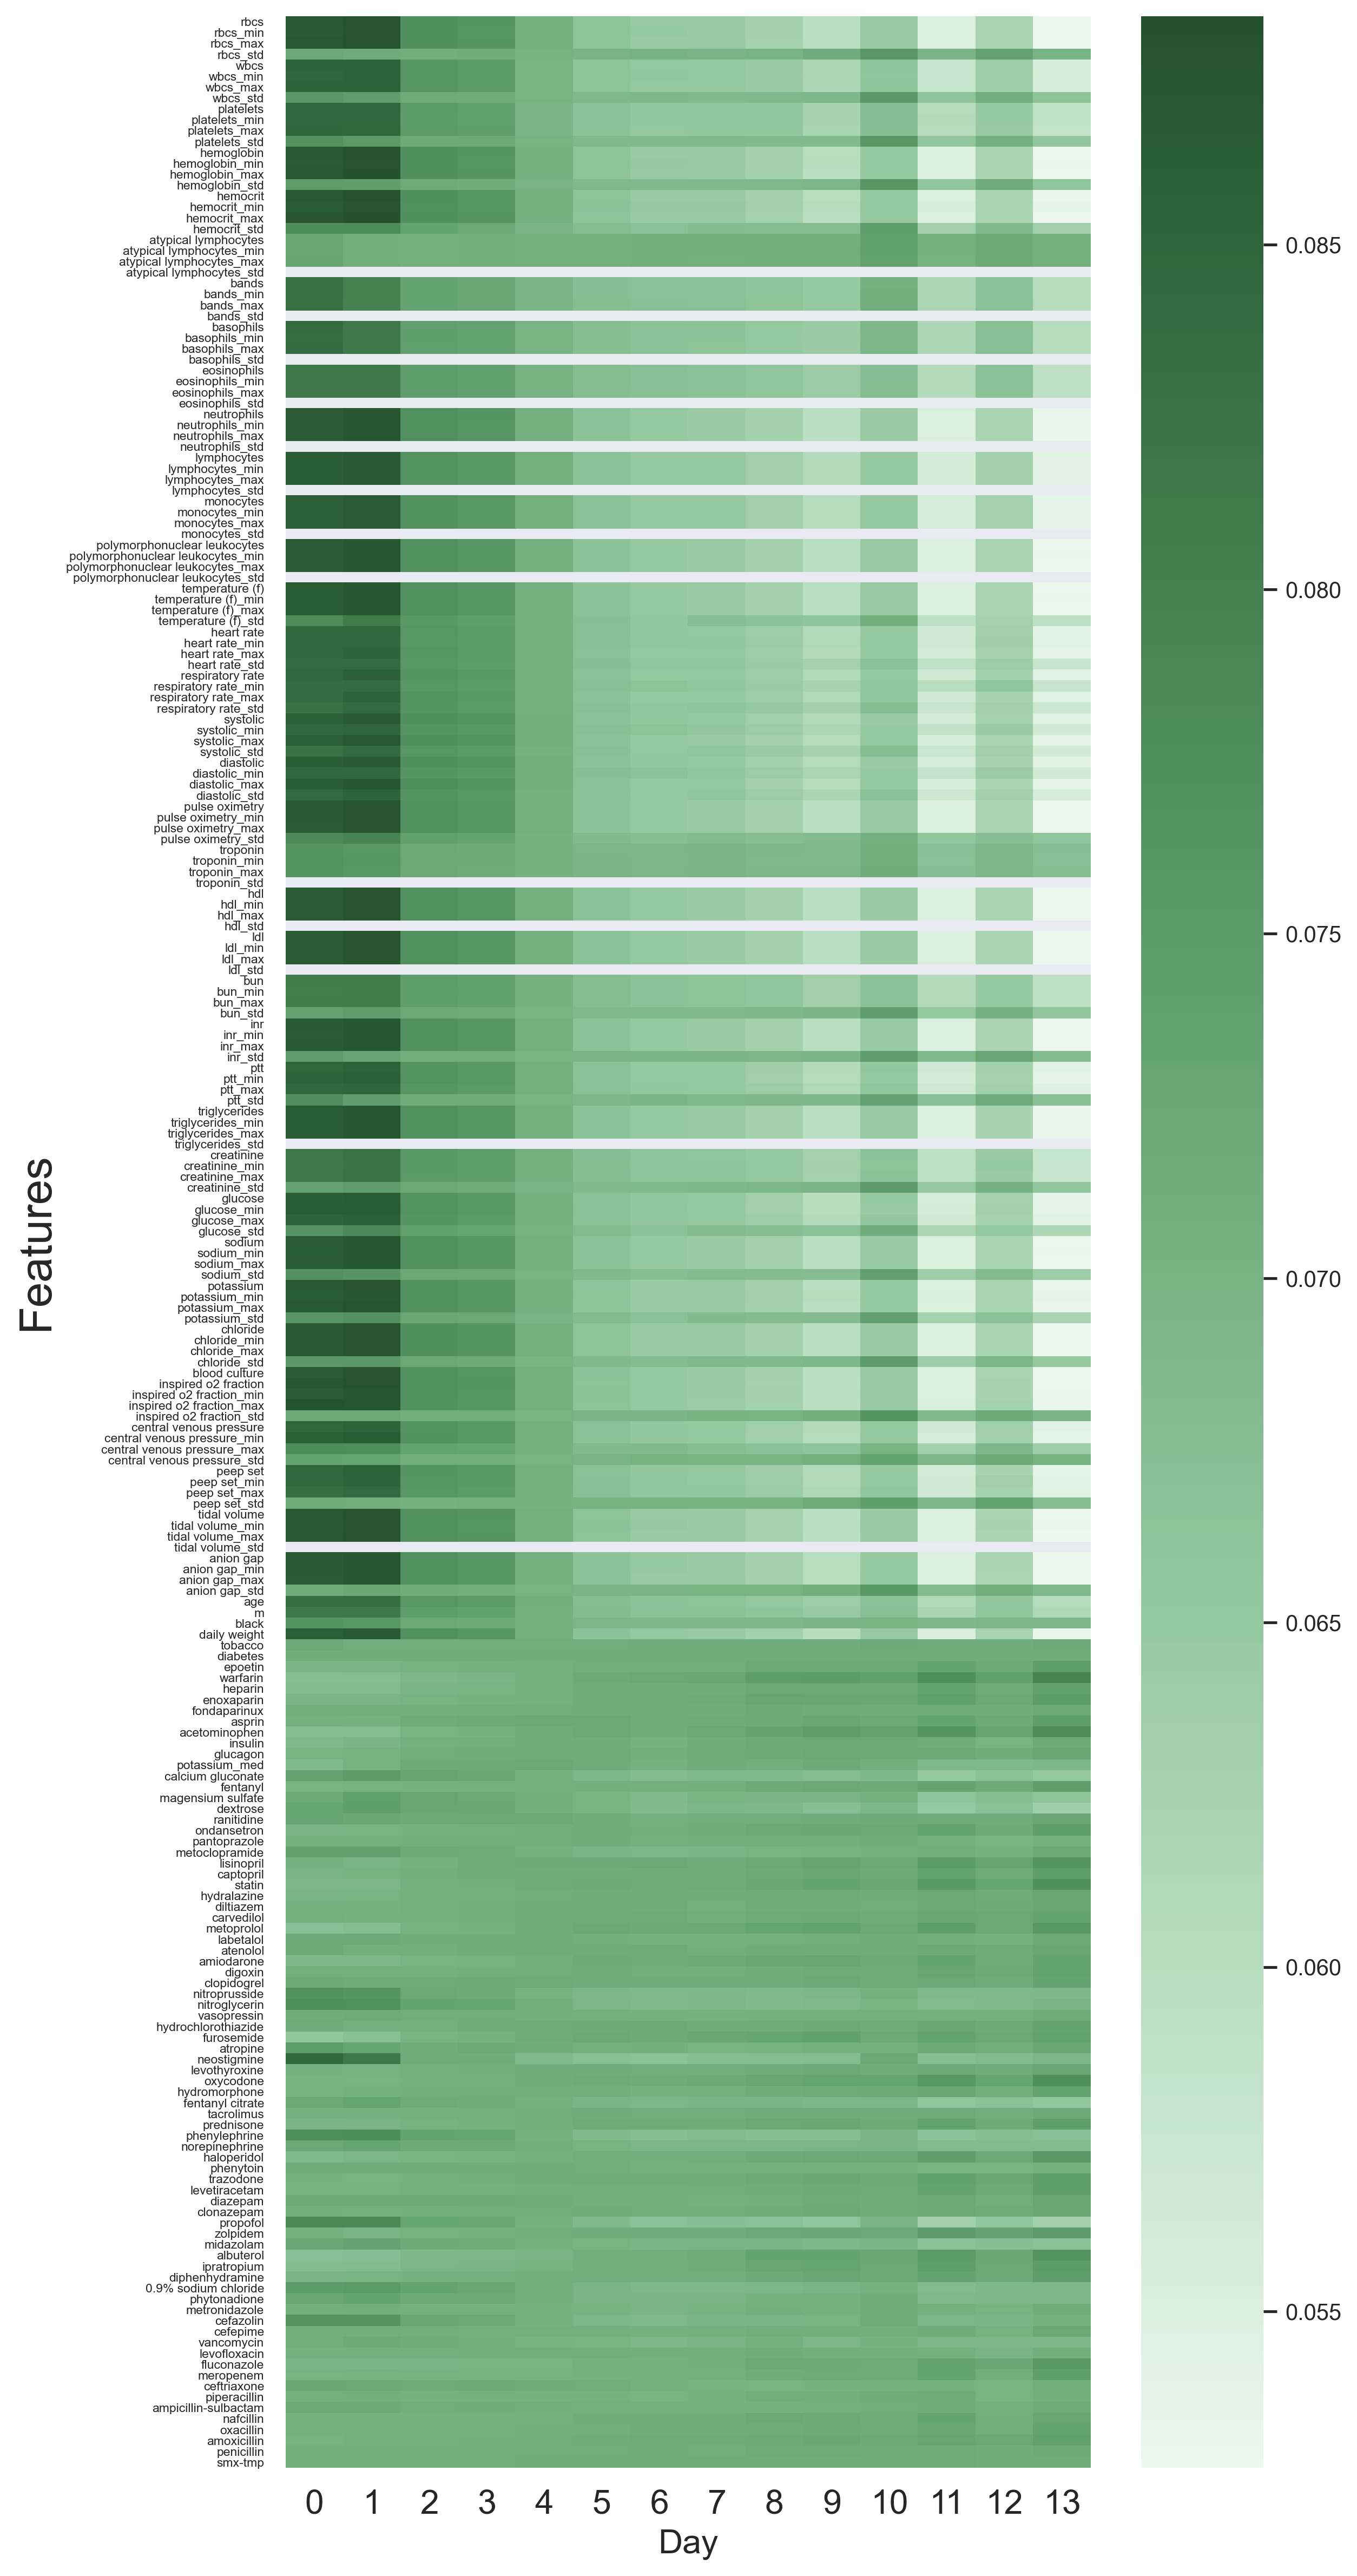 rbcs
rbcs_min
rbcs_max
rbcs_std
wbcs
wbcs_min
wbcs_max
wbcs_std
platelets
platelets_min
platelets_max
platelets_std
hemoglobin
hemoglobin_min
hemoglobin_max
hemoglobin_std
hemocrit
hemocrit_min
hemocrit_max
hemocrit_std
atypical lymphocytes
atypical lymphocytes_min
atypical lymphocytes_max
atypical lymphocytes_std
bands
bands_min
bands_max
bands_std
basophils
basophils_min
basophils_max
basophils_std
eosinophils
eosinophils_min
eosinophils_max
eosinophils_std
neutrophils
neutrophils_min
neutrophils_max
neutrophils_std
lymphocytes
lymphocytes_min
lymphocytes_max
lymphocytes_std
monocytes
monocytes_min
monocytes_max
monocytes_std
polymorphonuclear leukocytes
polymorphonuclear leukocytes_min
polymorphonuclear leukocytes_max
polymorphonuclear leukocytes_std
temperature (f)
temperature (f)_min
temperature (f)_max
temperature (f)_std
heart rate
heart rate_min
heart rate_max
heart rate_std
respiratory rate
respiratory rate_min
respiratory rate_max
respiratory rate_std
systolic
systolic_min
systolic_max
systolic_std
diastolic
diastolic_min
diastolic_max
diastolic_std
pulse oximetry
pulse oximetry_min
pulse oximetry_max
pulse oximetry_std
troponin
troponin_min
troponin_max
troponin_std
hdl
hdl_min
hdl_max
hdl_std
ldl
ldl_min
ldl_max
ldl_std
bun
bun_min
bun_max
bun_std
inr
inr_min
inr_max
inr_std
ptt
ptt_min
ptt_max
ptt_std
triglycerides
triglycerides_min
triglycerides_max
triglycerides_std
creatinine
creatinine_min
creatinine_max
creatinine_std
glucose
glucose_min
glucose_max
glucose_std
sodium
sodium_min
sodium_max
sodium_std
potassium
potassium_min
potassium_max
potassium_std
chloride
chloride_min
chloride_max
chloride_std
blood culture
inspired o2 fraction
inspired o2 fraction_min
inspired o2 fraction_max
inspired o2 fraction_std
central venous pressure
central venous pressure_min
central venous pressure_max
central venous pressure_std
peep set
peep set_min
peep set_max
peep set_std
tidal volume
tidal volume_min
tidal volume_max
tidal volume_std
anion gap
anion gap_min
anion gap_max
anion gap_std
age
m
black
daily weight
tobacco
diabetes
epoetin
warfarin
heparin
enoxaparin
fondaparinux
asprin
acetominophen
insulin
glucagon
potassium_med
calcium gluconate
fentanyl
magensium sulfate
dextrose
ranitidine
ondansetron
pantoprazole
metoclopramide
lisinopril
captopril
statin
hydralazine
diltiazem
carvedilol
metoprolol
labetalol
atenolol
amiodarone
digoxin
clopidogrel
nitroprusside
nitroglycerin
vasopressin
hydrochlorothiazide
furosemide
atropine
neostigmine
levothyroxine
oxycodone
hydromorphone
fentanyl citrate
tacrolimus
prednisone
phenylephrine
norepinephrine
haloperidol
phenytoin
trazodone
levetiracetam
diazepam
clonazepam
propofol
zolpidem
midazolam
albuterol
ipratropium
diphenhydramine
0.9% sodium chloride
phytonadione
metronidazole
cefazolin
cefepime
vancomycin
levofloxacin
fluconazole
meropenem
ceftriaxone
piperacillin
ampicillin-sulbactam
nafcillin
oxacillin
amoxicillin
penicillin
smx-tmp
Features
0 1 2 3 4 5 6 7 8 9 10 11 12 13
Day
0.085
0.080
0.075
0.070
0.065
0.060
0.055